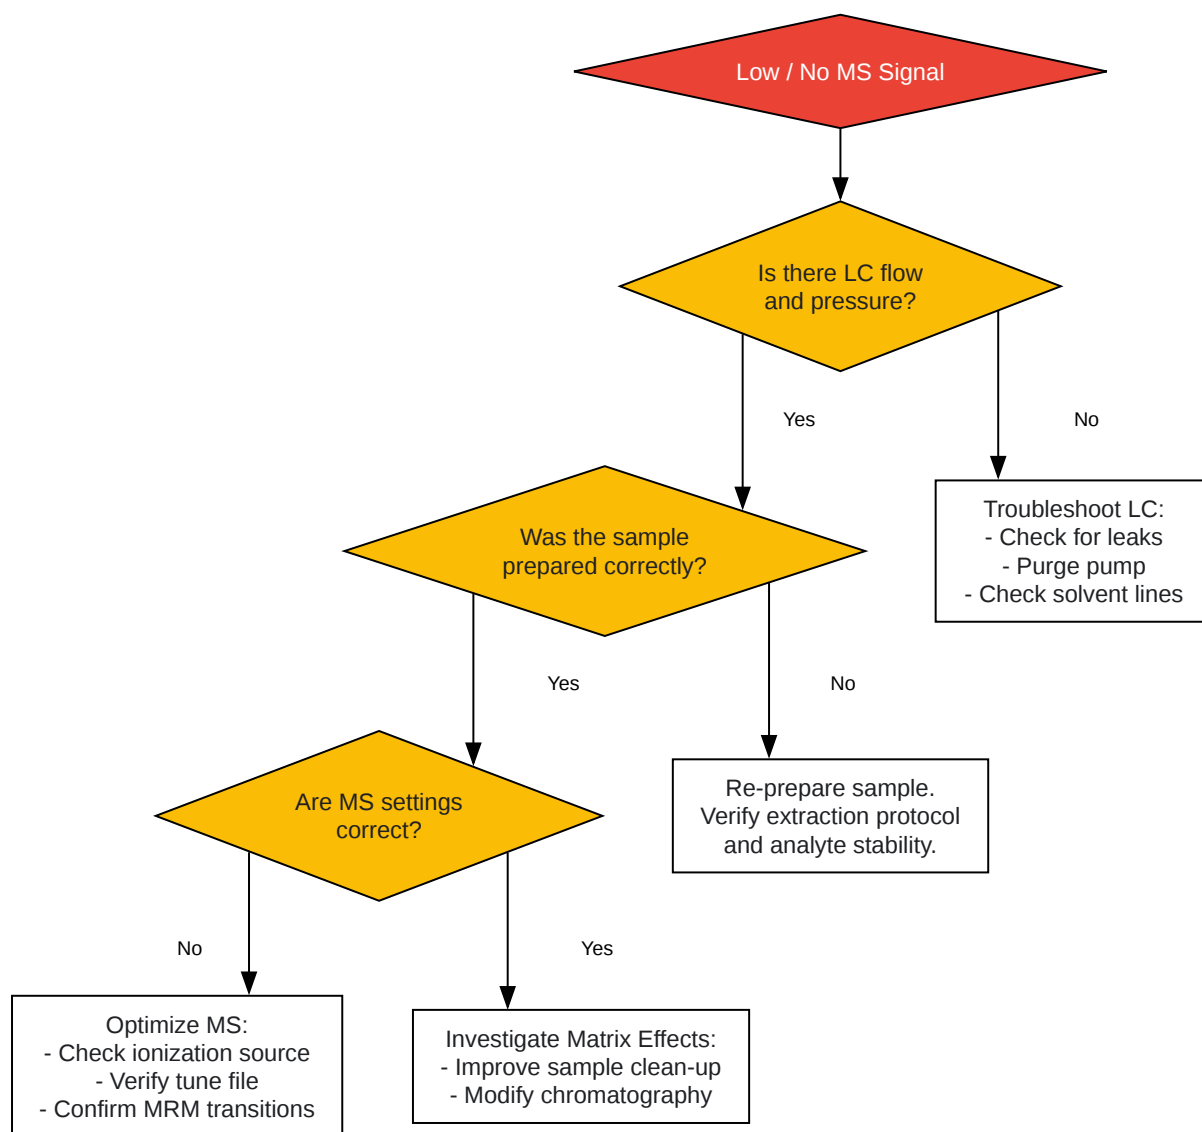 Low / No MS Signal
Is there LC flow
and pressure?
Yes
No
Troubleshoot LC:
- Check for leaks
- Purge pump
- Check solvent lines
Was the sample
prepared correctly?
Yes
No
Re-prepare sample.
Verify extraction protocol
and analyte stability.
Are MS settings
correct?
No
Yes
Optimize MS:
- Check ionization source
- Verify tune file
- Confirm MRM transitions
Investigate Matrix Effects:
- Improve sample clean-up
- Modify chromatography